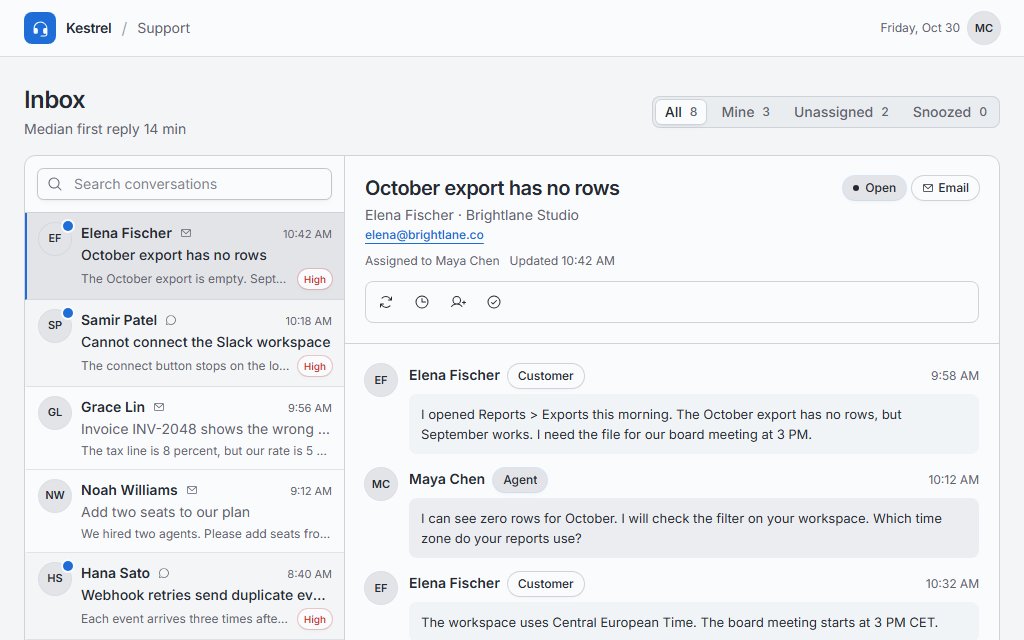 Kestrel / Support
Friday, Oct 30 MC
Inbox
Median first reply 14 min
All 8 Mine 3 Unassigned 2 Snoozed 0
Search conversations
EF Elena Fischer 10:42 AM
October export has no rows
The October export is empty. Sept... High
SP Samir Patel 10:18 AM
Cannot connect the Slack workspace
The connect button stops on the lo... High
GL Grace Lin 9:56 AM
Invoice INV-2048 shows the wrong ...
The tax line is 8 percent, but our rate is 5 ...
NW Noah Williams 9:12 AM
Add two seats to our plan
We hired two agents. Please add seats fro...
HS Hana Sato 8:40 AM
Webhook retries send duplicate ev...
Each event arrives three times afte... High
October export has no rows
Open Email
Elena Fischer · Brightlane Studio
elena@brightlane.co
Assigned to Maya Chen Updated 10:42 AM
EF Elena Fischer Customer 9:58 AM
I opened Reports > Exports this morning. The October export has no rows, but
September works. I need the file for our board meeting at 3 PM.
MC Maya Chen Agent 10:12 AM
I can see zero rows for October. I will check the filter on your workspace. Which time
zone do your reports use?
EF Elena Fischer Customer 10:32 AM
The workspace uses Central European Time. The board meeting starts at 3 PM CET.